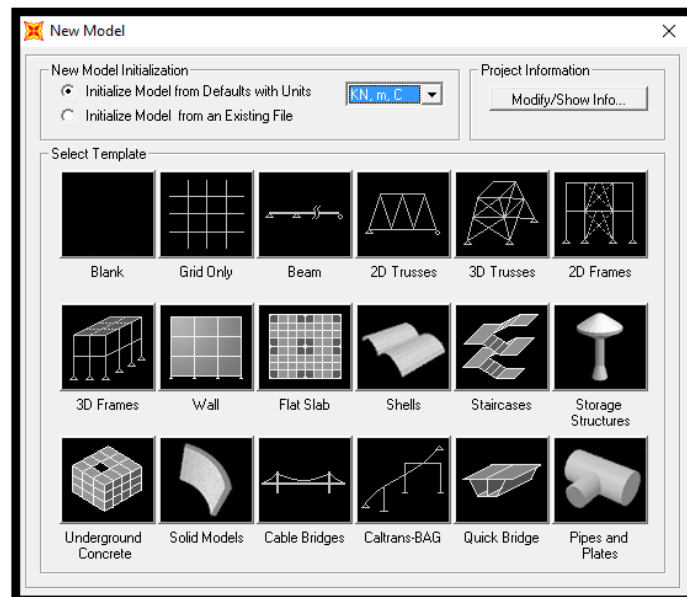 New Model
New Model Initialization
Initialize Model from Defaults with Units
KN, m, C
Initialize Model from an Existing File
Project Information
Modify/Show Info...
Select Template
Blank
Grid Only
Beam
2D Trusses
3D Trusses
2D Frames
3D Frames
Wall
Flat Slab
Shells
Staircases
Storage
Structures
Underground
Concrete
Solid Models
Cable Bridges
Caltrans-BAG
Quick Bridge
Pipes and
Plates